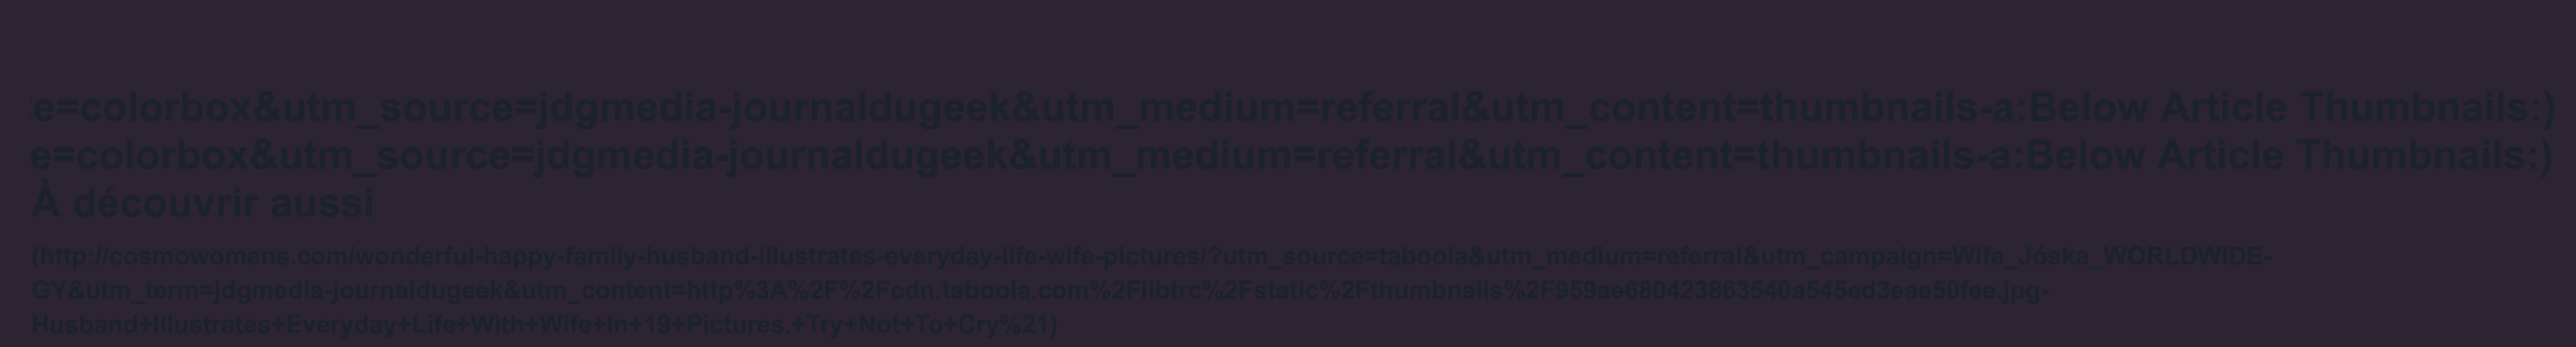 e=colorbox&utm_source=jdgmedia-journaldugeek&utm_medium=referral&utm_content=thumbnails-a:Below Article Thumbnails:)
e=colorbox&utm_source=jdgmedia-journaldugeek&utm_medium=referral&utm_content=thumbnails-a:Below Article Thumbnails:)
À découvrir aussi
(http://cosmowomens.com/wonderful-happy-family-husband-illustrates-everyday-life-wife-pictures/?utm_source=taboola&utm_medium=referral&utm_campaign=Wife_Jóska_WORLDWIDE-
GY&utm_term=jdgmedia-journaldugeek&utm_content=http%3A%2F%2Fcdn.taboola.com%2Flibtrc%2Fstatic%2Fthumbnails%2F959ae680423863540a545ed3eae50fee.jpg-
Husband+Illustrates+Everyday+Life+With+Wife+In+19+Pictures.+Try+Not+To+Cry%21)